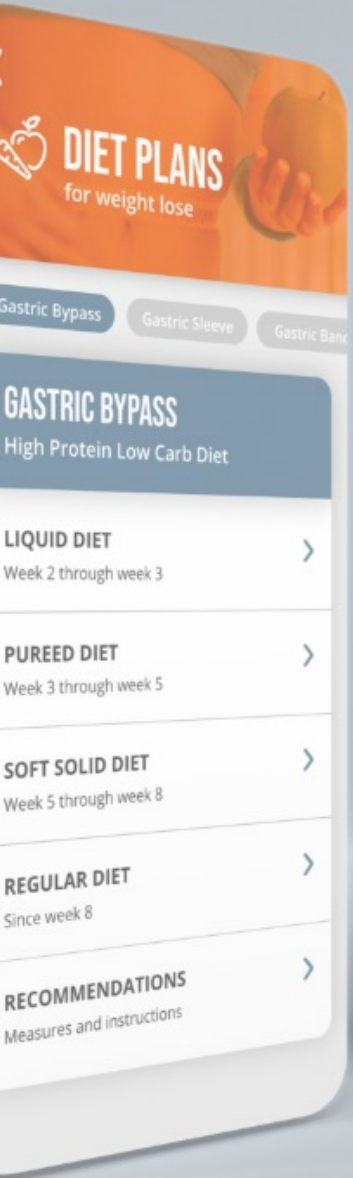 DIET PLANS
for weight lose
Gastric Bypass
Gastric Sleeve
Gastric Band
GASTRIC BYPASS
High Protein Low Carb Diet
LIQUID DIET
Week 2 through week 3
PUREED DIET
Week 3 through week 5
SOFT SOLID DIET
Week 5 through week 8
REGULAR DIET
Since week 8
RECOMMENDATIONS
Measures and instructions